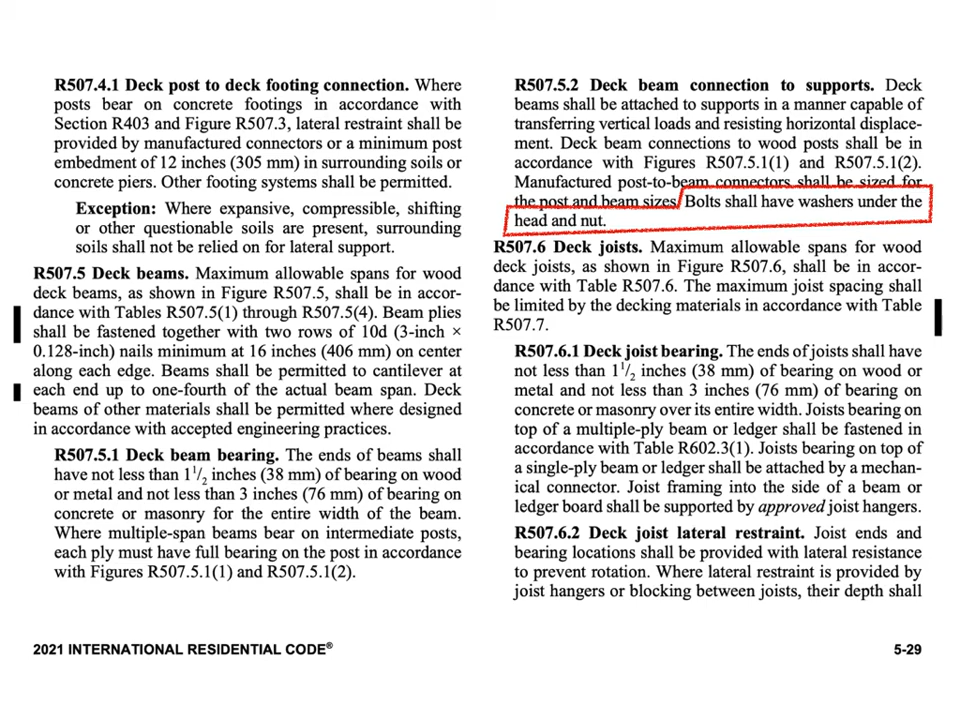 R507.4.1 Deck post to deck footing connection. Where
posts bear on concrete footings in accordance with
Section R403 and Figure R507.3, lateral restraint shall be
provided by manufactured connectors or a minimum post
embedment of 12 inches (305 mm) in surrounding soils or
concrete piers. Other footing systems shall be permitted.
Exception: Where expansive, compressible, shifting
or other questionable soils are present, surrounding
soils shall not be relied on for lateral support.
R507.5 Deck beams. Maximum allowable spans for wood
deck beams, as shown in Figure R507.5, shall be in accor-
dance with Tables R507.5(1) through R507.5(4). Beam plies
shall be fastened together with two rows of 10d (3-inch ×
0.128-inch) nails minimum at 16 inches (406 mm) on center
along each edge. Beams shall be permitted to cantilever at
each end up to one-fourth of the actual beam span. Deck
beams of other materials shall be permitted where designed
in accordance with accepted engineering practices.
R507.5.1 Deck beam bearing. The ends of beams shall
have not less than 1 1/2 inches (38 mm) of bearing on wood
or metal and not less than 3 inches (76 mm) of bearing on
concrete or masonry for the entire width of the beam.
Where multiple-span beams bear on intermediate posts,
each ply must have full bearing on the post in accordance
with Figures R507.5.1(1) and R507.5.1(2).
R507.5.2 Deck beam connection to supports. Deck
beams shall be attached to supports in a manner capable of
transferring vertical loads and resisting horizontal displace-
ment. Deck beam connections to wood posts shall be in
accordance with Figures R507.5.1(1) and R507.5.1(2).
Manufactured post-to-beam connectors shall be sized for
the post and beam sizes. Bolts shall have washers under the
head and nut.
R507.6 Deck joists. Maximum allowable spans for wood
deck joists, as shown in Figure R507.6, shall be in accor-
dance with Table R507.6. The maximum joist spacing shall
be limited by the decking materials in accordance with Table
R507.7.
R507.6.1 Deck joist bearing. The ends of joists shall have
not less than 1 1/2 inches (38 mm) of bearing on wood or
metal and not less than 3 inches (76 mm) of bearing on
concrete or masonry over its entire width. Joists bearing on
top of a multiple-ply beam or ledger shall be fastened in
accordance with Table R602.3(1). Joists bearing on top of
a single-ply beam or ledger shall be attached by a mechan-
ical connector. Joist framing into the side of a beam or
ledger board shall be supported by approved joist hangers.
R507.6.2 Deck joist lateral restraint. Joist ends and
bearing locations shall be provided with lateral resistance
to prevent rotation. Where lateral restraint is provided by
joist hangers or blocking between joists, their depth shall
2021 INTERNATIONAL RESIDENTIAL CODE®
5-29